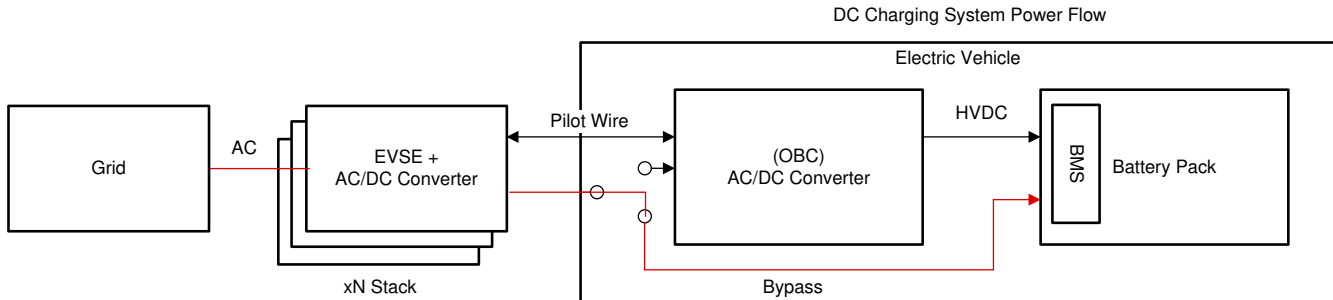 DC Charging System Power Flow
Electric Vehicle
Grid
AC
EVSE +
AC/DC Converter
xN Stack
Pilot Wire
(OBC)
AC/DC Converter
HVDC
BMS
Battery Pack
Bypass